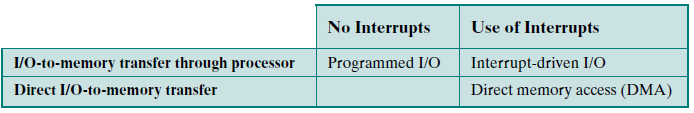 No Interrupts Use of Interrupts
I/O-to-memory transfer through processor Programmed I/O Interrupt-driven I/O
Direct I/O-to-memory transfer Direct memory access (DMA)